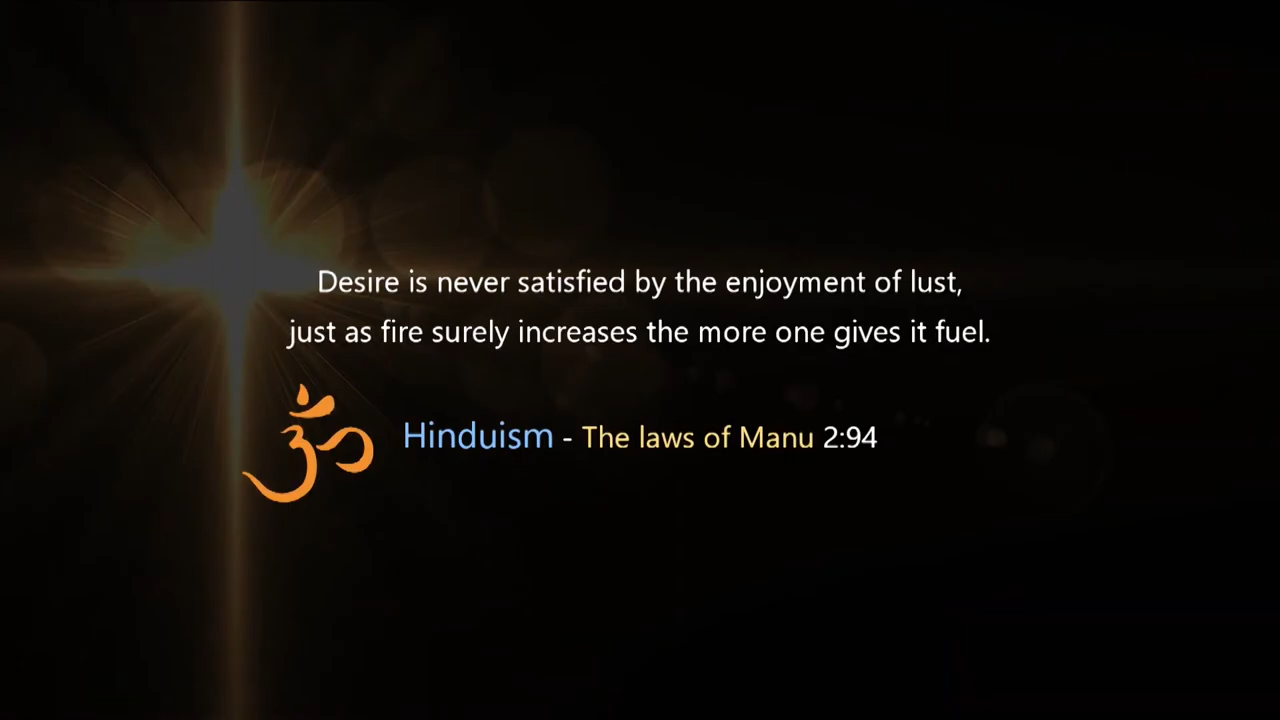 Desire is never satisfied by the enjoyment of lust,
just as fire surely increases the more one gives it fuel.
ॐ Hinduism - The laws of Manu 2:94